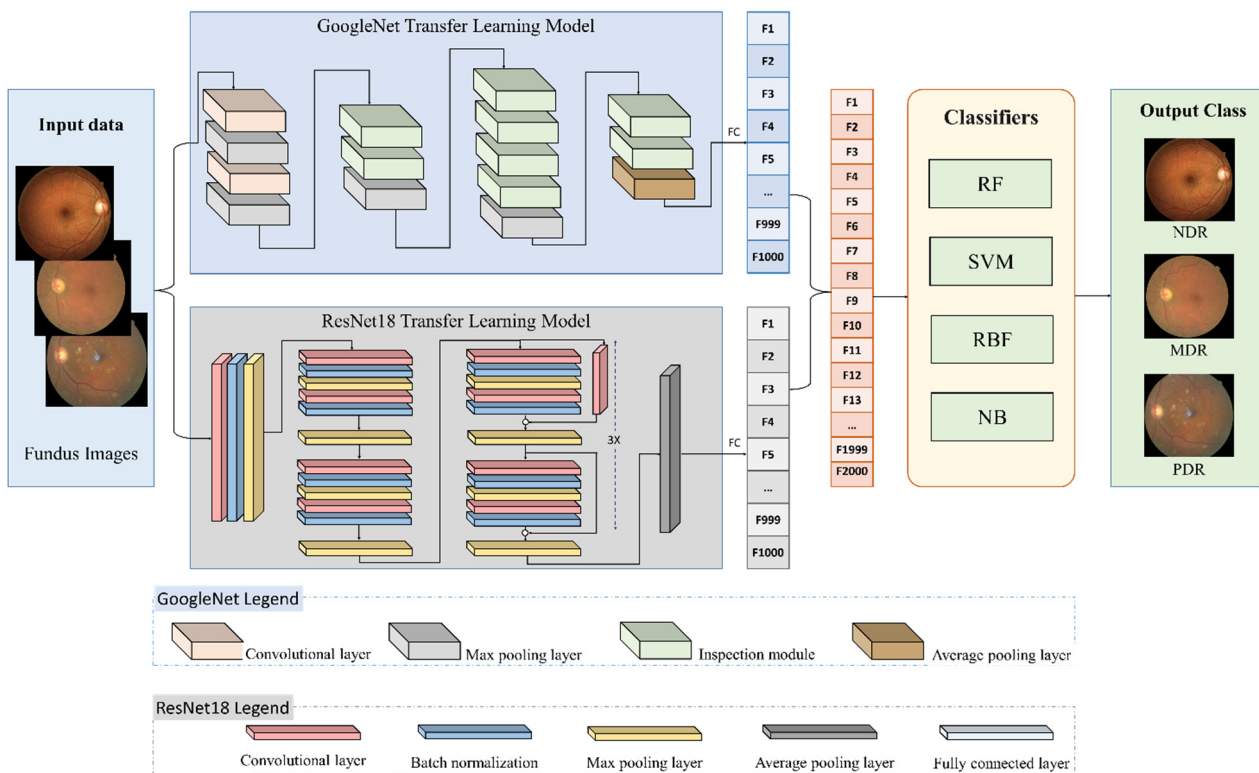 GoogleNet Transfer Learning Model
Input data
Fundus Images
FC
F1
F2
F3
F4
F5
...
F999
F1000
ResNet18 Transfer Learning Model
3X
FC
F1
F2
F3
F4
F5
...
F999
F1000
F1
F2
F3
F4
F5
F6
F7
F8
F9
F10
F11
F12
F13
...
F1999
F2000
Classifiers
RF
SVM
RBF
NB
Output Class
NDR
MDR
PDR
GoogleNet Legend
Convolutional layer
Max pooling layer
Inspection module
Average pooling layer
ResNet18 Legend
Convolutional layer
Batch normalization
Max pooling layer
Average pooling layer
Fully connected layer